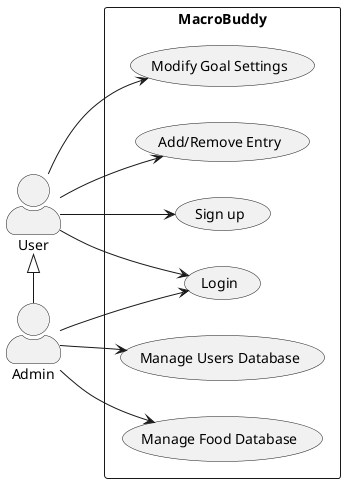 MacroBuddy
Modify Goal Settings
Add/Remove Entry
Sign up
User
Login
Admin
Manage Users Database
Manage Food Database